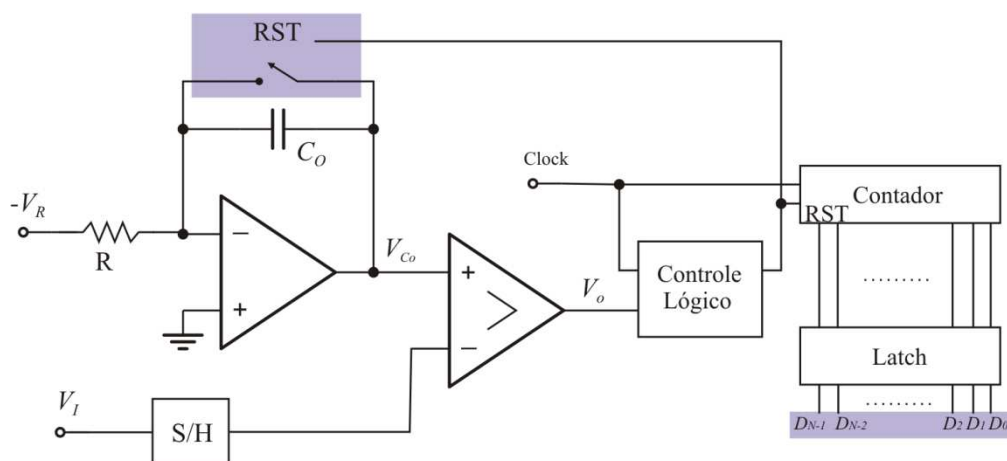 RST
C_O
Clock
-V_R
R
−
+
V_Co
+
−
>
V_o
Controle
Lógico
Contador
RST
.........
Latch
.........
V_I
S/H
D_N-1 D_N-2 D_2 D_1 D_0